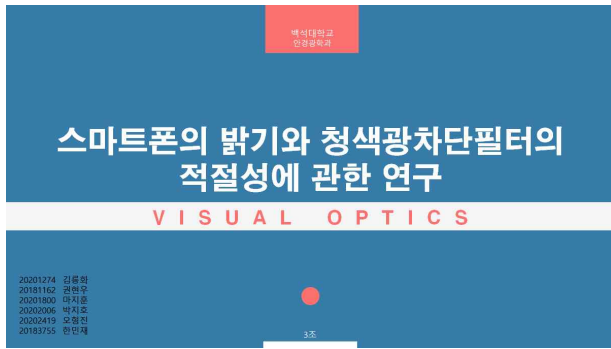 백석대학교
안경광학과
스마트폰의 밝기와 청색광차단필터의
적절성에 관한 연구
VISUAL OPTICS
20201274 김룡화
20181162 권현우
20201800 마지훈
20202006 박지호
20202419 오형진
20183755 한민재
3조